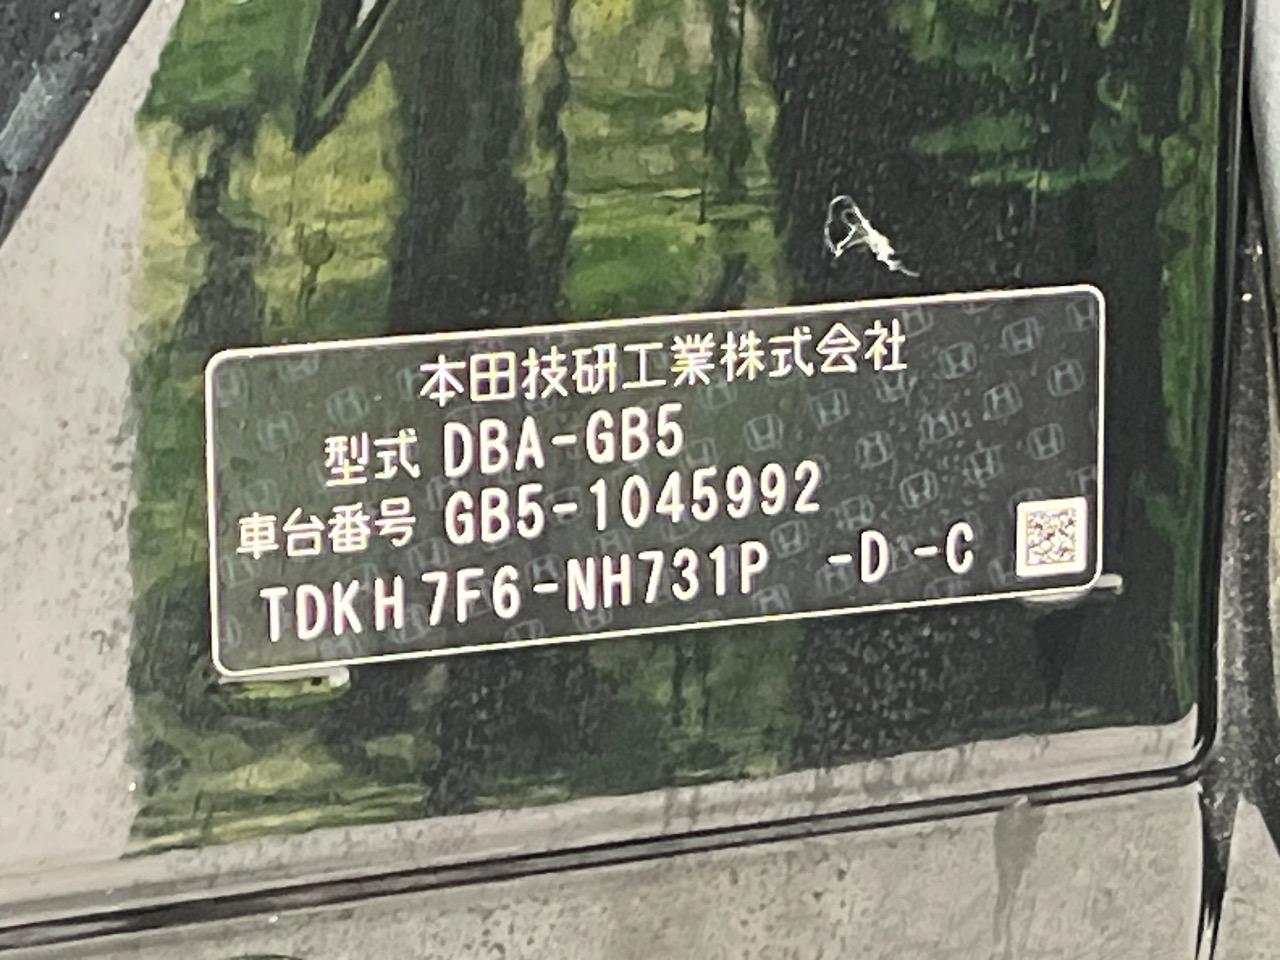 本田技研工業株式会社
型式 DBA-GB5
車台番号 GB5-1045992
TDKH7F6-NH731P -D-C